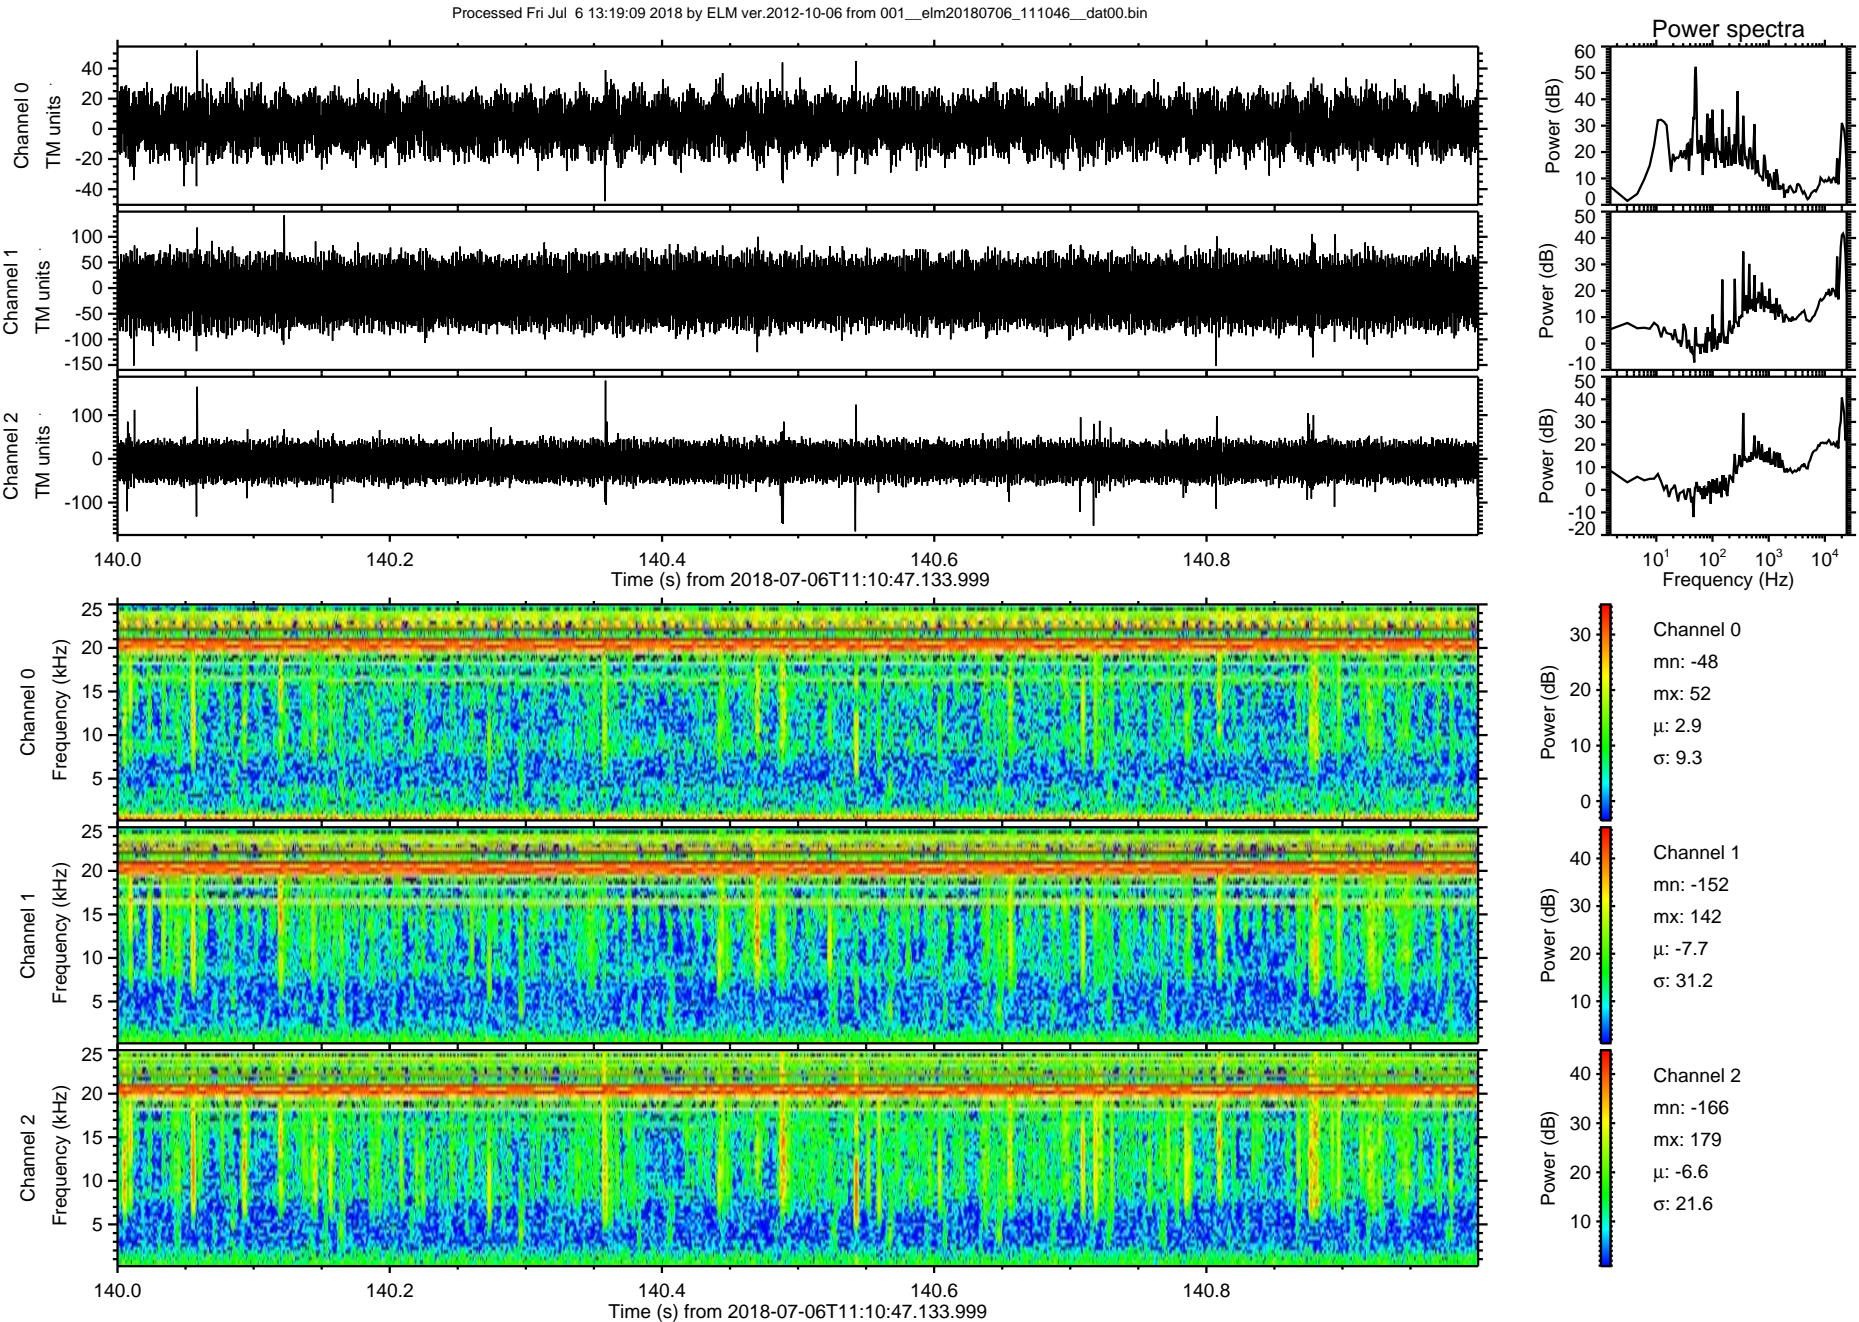 Processed Fri Jul  6 13:19:09 2018 by ELM ver.2012-10-06 from 001__elm20180706_111046__dat00.bin
Power spectra
Channel 0
TM units
40
20
0
-20
-40
Power (dB)
60
50
40
30
20
10
0
Channel 1
TM units
100
50
0
-50
-100
-150
Power (dB)
50
40
30
20
10
0
-10
Channel 2
TM units
100
0
-100
Power (dB)
50
40
30
20
10
0
-10
-20
140.0 140.2 140.4 140.6 140.8
Time (s) from 2018-07-06T11:10:47.133.999
10^1 10^2 10^3 10^4
Frequency (Hz)
Channel 0
Frequency (kHz)
25
20
15
10
5
Power (dB)
30
20
10
0
Channel 0
mn: -48
mx: 52
μ: 2.9
σ: 9.3
Channel 1
Frequency (kHz)
25
20
15
10
5
Power (dB)
40
30
20
10
Channel 1
mn: -152
mx: 142
μ: -7.7
σ: 31.2
Channel 2
Frequency (kHz)
25
20
15
10
5
Power (dB)
40
30
20
10
Channel 2
mn: -166
mx: 179
μ: -6.6
σ: 21.6
140.0 140.2 140.4 140.6 140.8
Time (s) from 2018-07-06T11:10:47.133.999